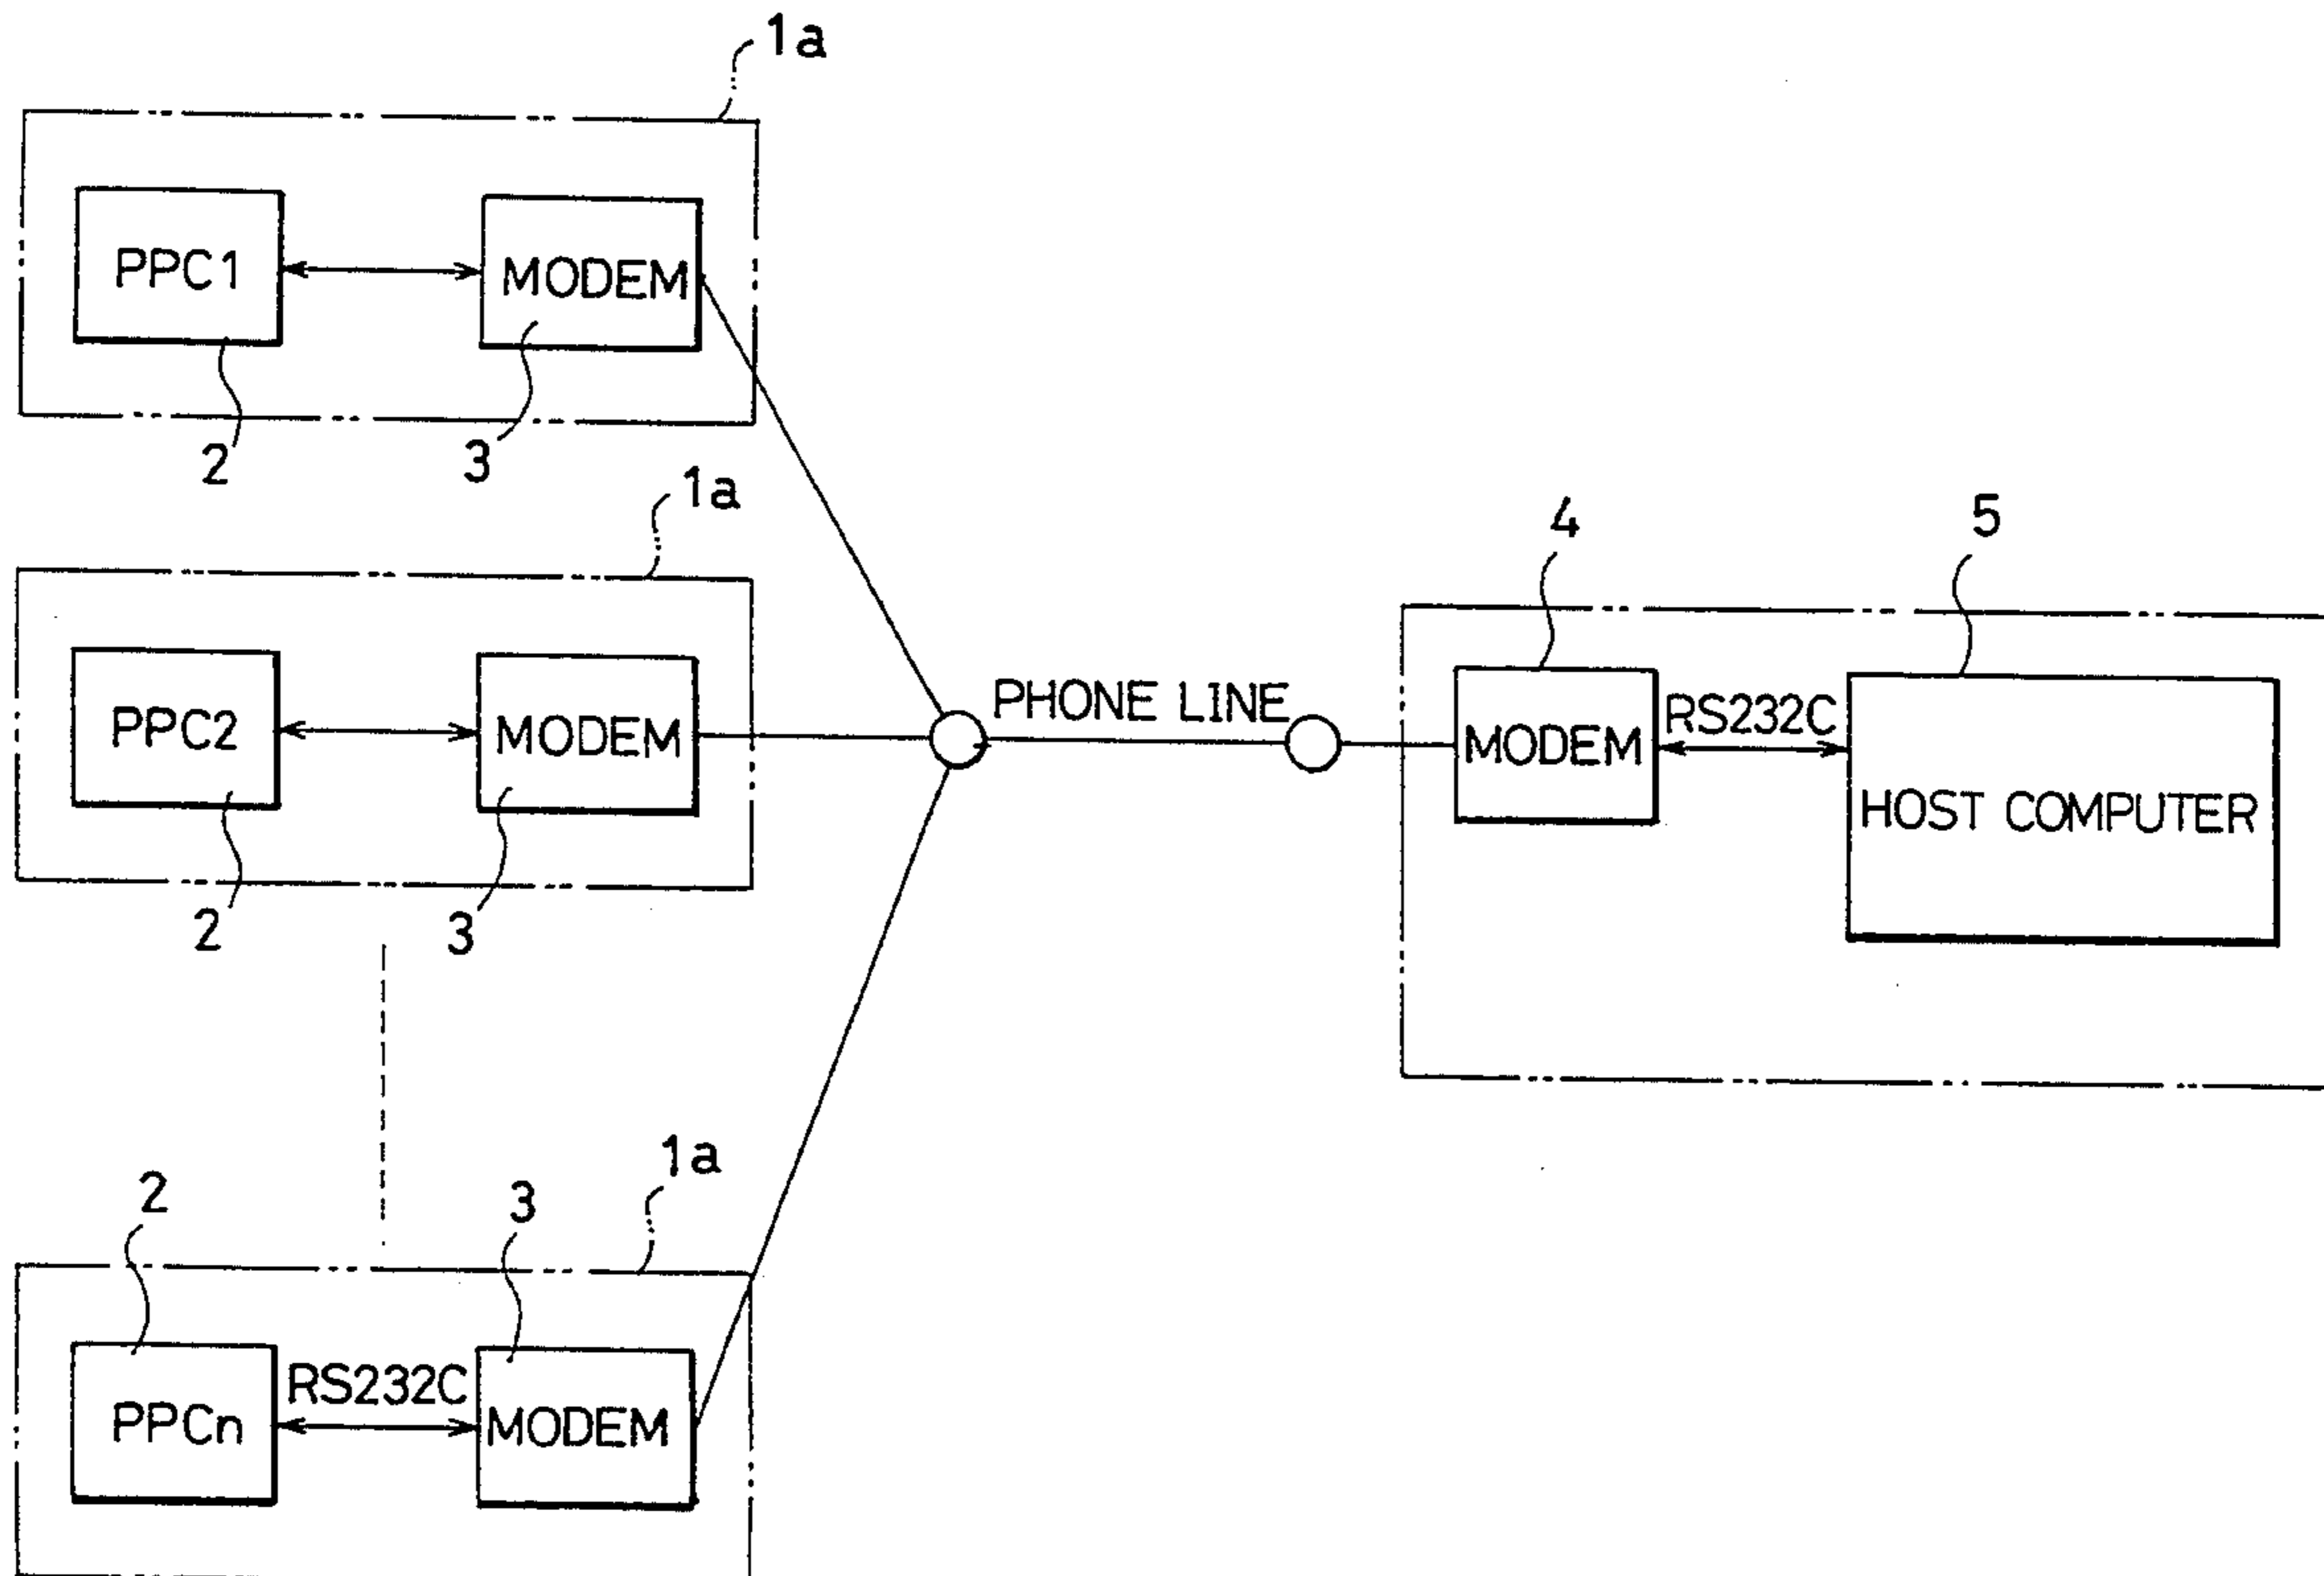 1a
PPC1
MODEM
2
3
1a
PPC2
MODEM
2
3
PHONE LINE
4
5
MODEM
RS232C
HOST COMPUTER
1a
2
3
PPCn
RS232C
MODEM